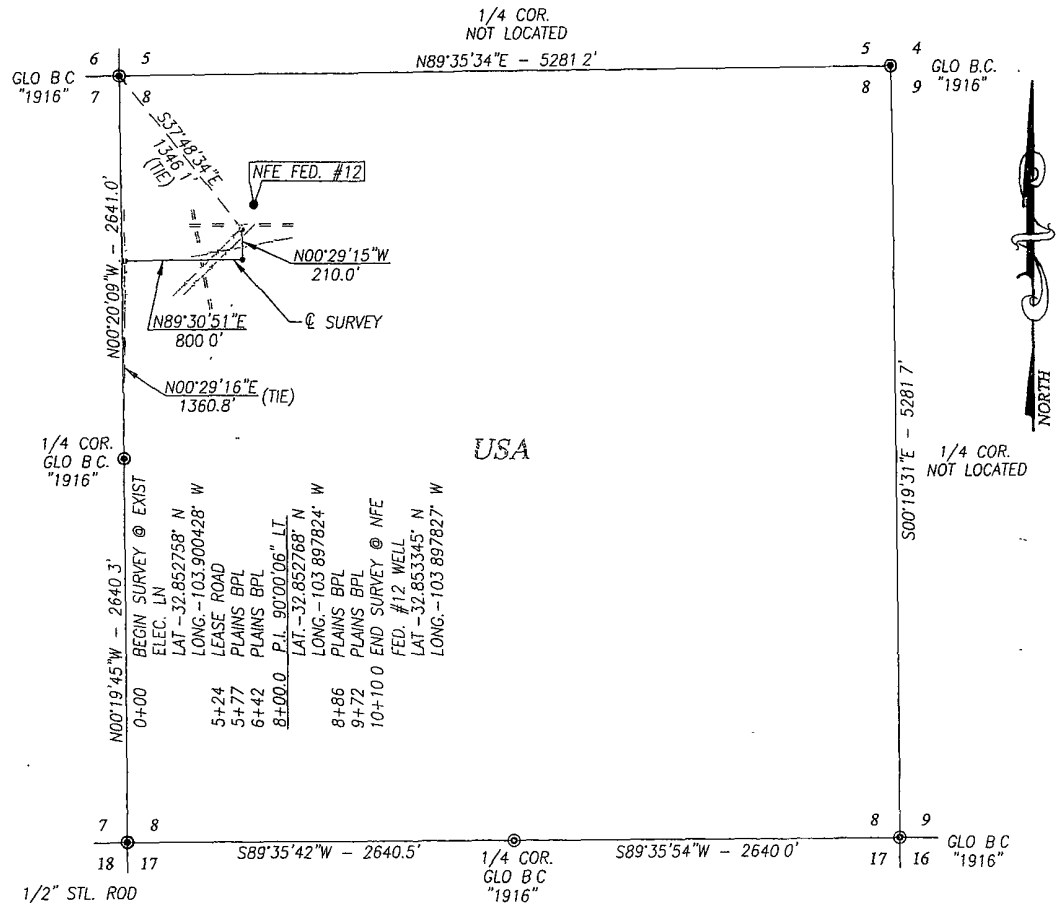 1/4 COR.
NOT LOCATED
N89°35'34"E - 5281 2'
6 5
GLO B C
"1916"
7 8
5 4
GLO B.C.
"1916"
8 9
S37°48'34"E
1346.1'
(TIE)
NFE FED. #12
N00°20'09"W - 2641.0'
N00°29'15"W
210.0'
N89°30'51"E
800 0'
℄ SURVEY
N00°29'16"E (TIE)
1360.8'
NORTH
1/4 COR.
GLO B C.
"1916"
USA
1/4 COR.
NOT LOCATED
S00°19'31"E - 5281 7'
N00°19'45"W - 2640.3'
0+00 BEGIN SURVEY @ EXIST
ELEC. LN
LAT -32.852758° N
LONG.-103.900428° W
5+24 LEASE ROAD
5+77 PLAINS BPL
6+42 PLAINS BPL
8+00.0 P.I. 90°00'06" LT
LAT.-32.852768° N
LONG.-103 897824° W
8+86 PLAINS BPL
9+72 PLAINS BPL
10+10 0 END SURVEY @ NFE
FED. #12 WELL
LAT -32.853345° N
LONG.-103 897827° W
7 8
18 17
1/2" STL. ROD
S89°35'42"W - 2640.5'
1/4 COR.
GLO B C
"1916"
S89°35'54"W - 2640 0'
8 9
17 16
GLO B C
"1916"